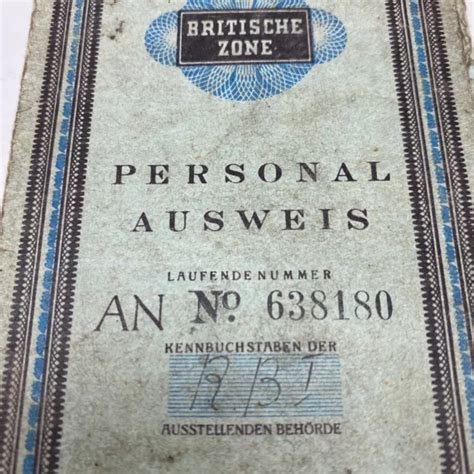 BRITISCHE
ZONE
PERSONAL
AUSWEIS
LAUFENDE NUMMER
AN No. 638180
KENNBUCHSTABEN DER
R.B.I
AUSSTELLENDEN BEHÖRDE